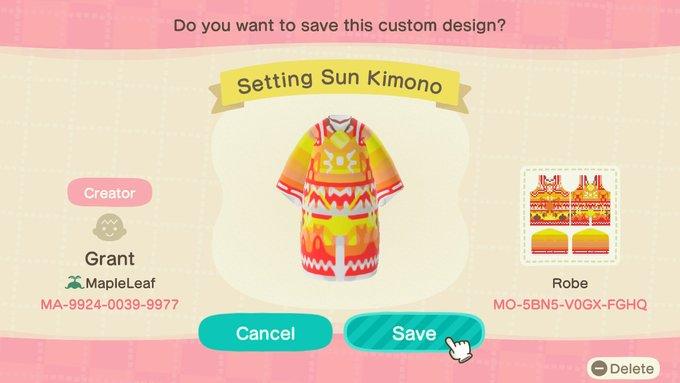 Do you want to save this custom design?
Setting Sun Kimono
Creator
Grant
MapleLeaf
MA-9924-0039-9977
Robe
MO-5BN5-V0GX-FGHQ
Cancel
Save
Delete